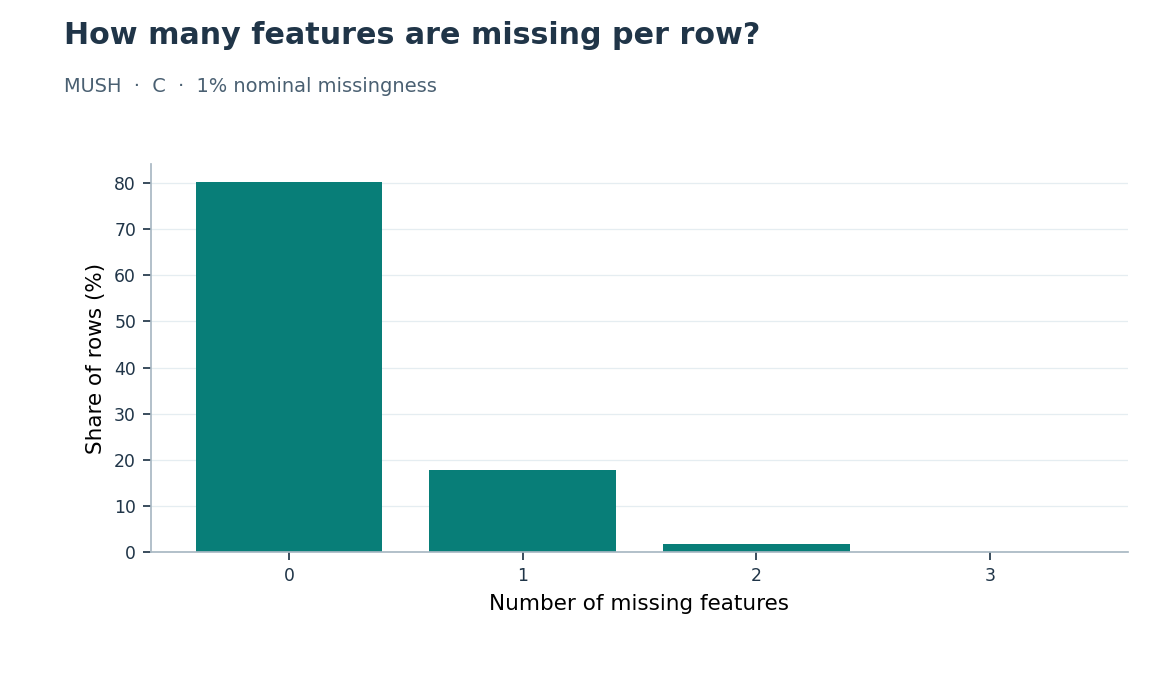 How many features are missing per row?
MUSH · C · 1% nominal missingness
Share of rows (%)
80
70
60
50
40
30
20
10
0
0 1 2 3
Number of missing features